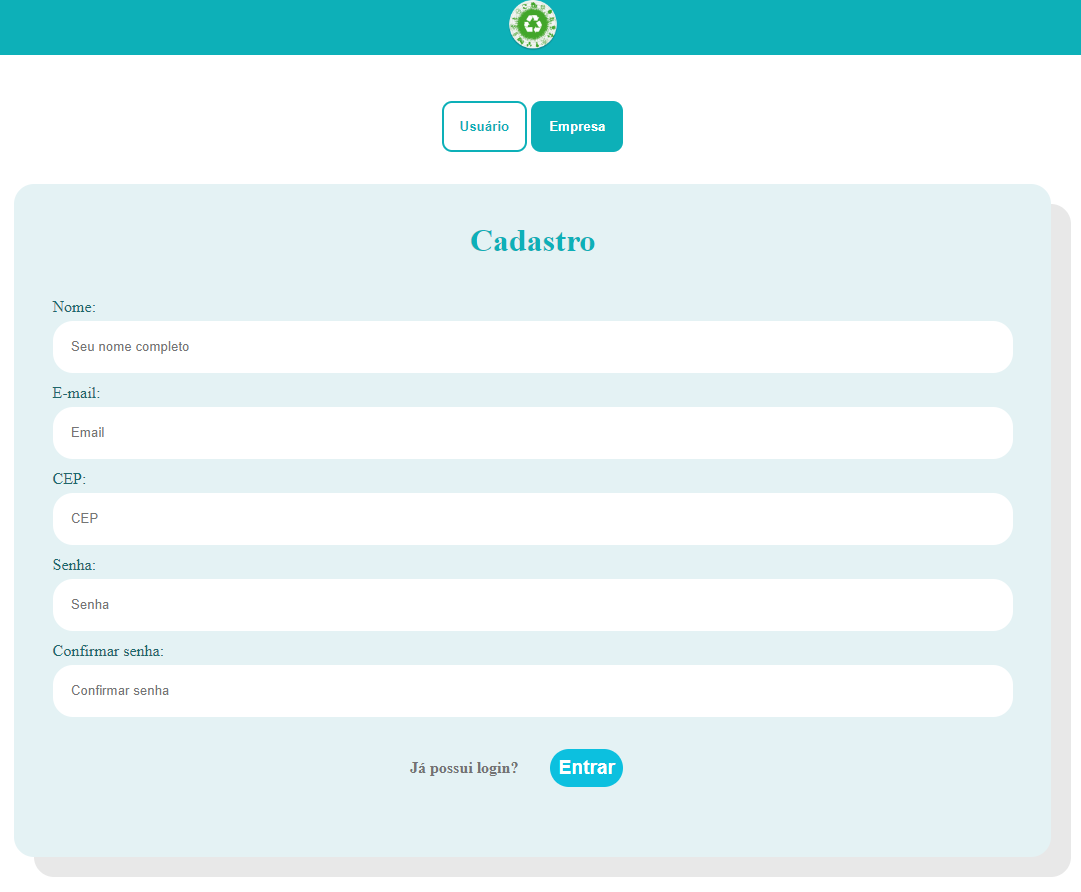 Usuário Empresa
Cadastro
Nome:
Seu nome completo
E-mail:
Email
CEP:
CEP
Senha:
Senha
Confirmar senha:
Confirmar senha
Já possui login? Entrar